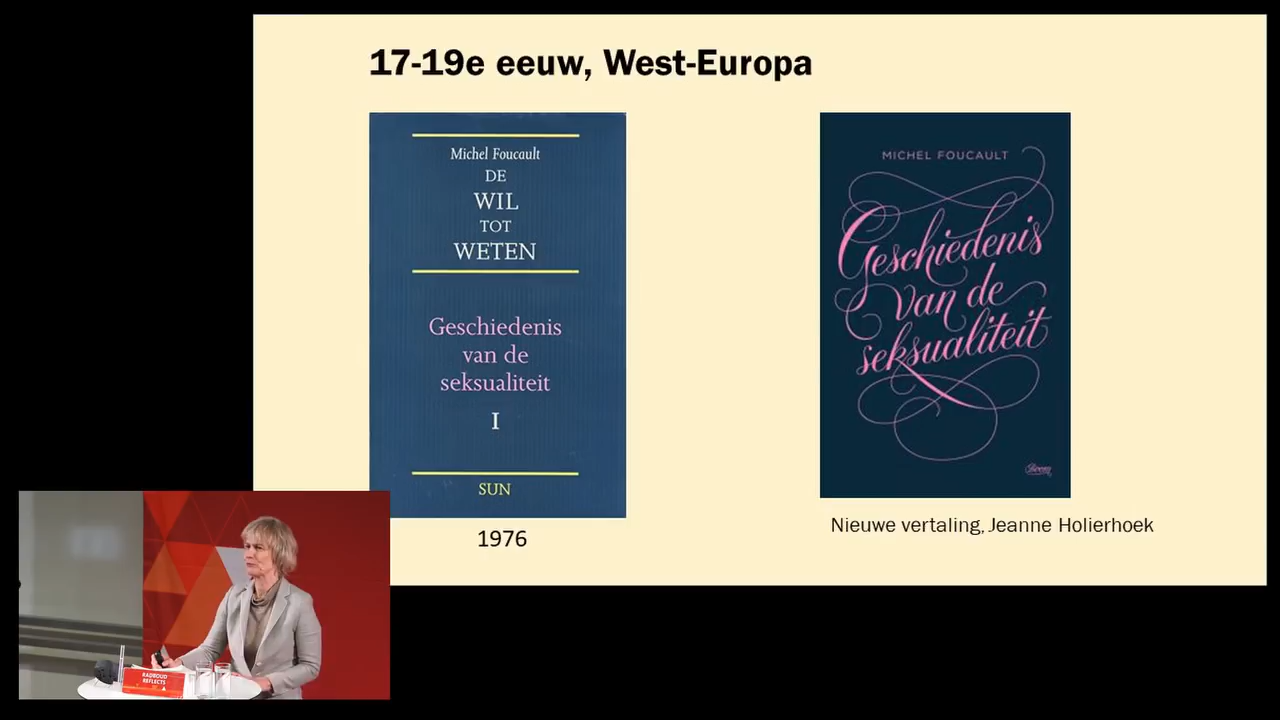 17-19e eeuw, West-Europa
Michel Foucault
DE
WIL
TOT
WETEN
Geschiedenis
van de
seksualiteit
I
SUN
1976
MICHEL FOUCAULT
Geschiedenis
van de
seksualiteit
Boom
Nieuwe vertaling, Jeanne Holierhoek
RADBOUD
REFLECTS